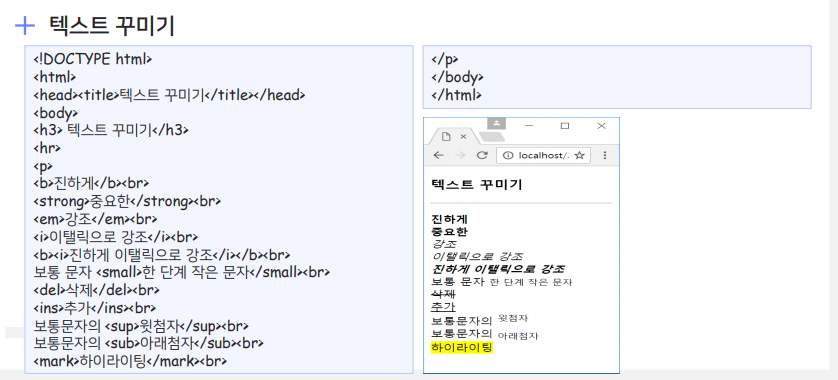 텍스트 꾸미기
<!DOCTYPE html>
<html>
<head><title>텍스트 꾸미기</title></head>
<body>
<h3> 텍스트 꾸미기</h3>
<hr>
<p>
<b>진하게</b><br>
<strong>중요한</strong><br>
<em>강조</em><br>
<i>이탤릭으로 강조</i><br>
<b><i>진하게 이탤릭으로 강조</i></b><br>
보통 문자 <small>한 단계 작은 문자</small><br>
<del>삭제</del><br>
<ins>추가</ins><br>
보통문자의 <sup>윗첨자</sup><br>
보통문자의 <sub>아래첨자</sub><br>
<mark>하이라이팅</mark><br>
</p>
</body>
</html>
localhost/
텍스트 꾸미기
진하게
중요한
강조
이탤릭으로 강조
진하게 이탤릭으로 강조
보통 문자 한 단계 작은 문자
삭제
추가
보통문자의 윗첨자
보통문자의 아래첨자
하이라이팅